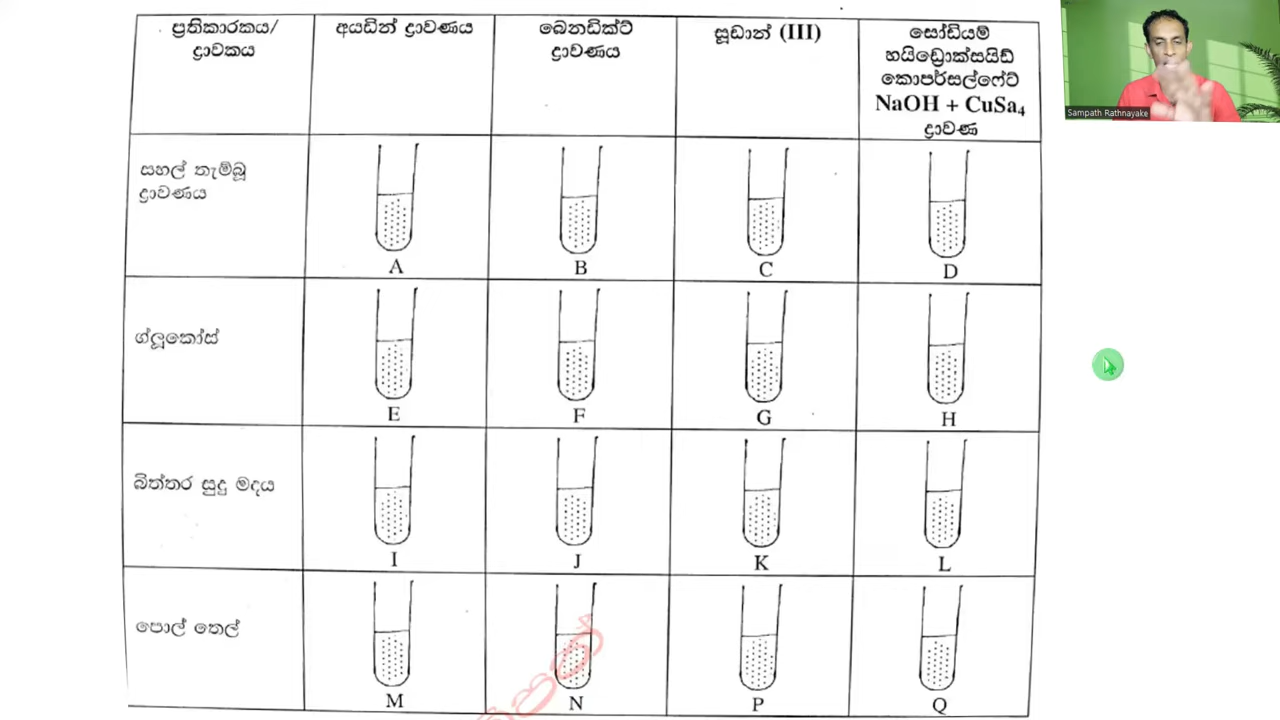 ප්‍රතිකාරකය/
ද්‍රාවකය
අයඩින් ද්‍රාවණය
බෙනඩික්ට්
ද්‍රාවණය
සූඩාන් (III)
සෝඩියම්
හයිඩ්‍රොක්සයිඩ්
කොපර්සල්ෆේට්
NaOH + CuSa4
ද්‍රාවණ
Sampath Rathnayake
සහල් තැම්බූ
ද්‍රාවණය
A
B
C
D
ග්ලූකෝස්
E
F
G
H
බිත්තර සුදු මදය
I
J
K
L
පොල් තෙල්
M
N
P
Q